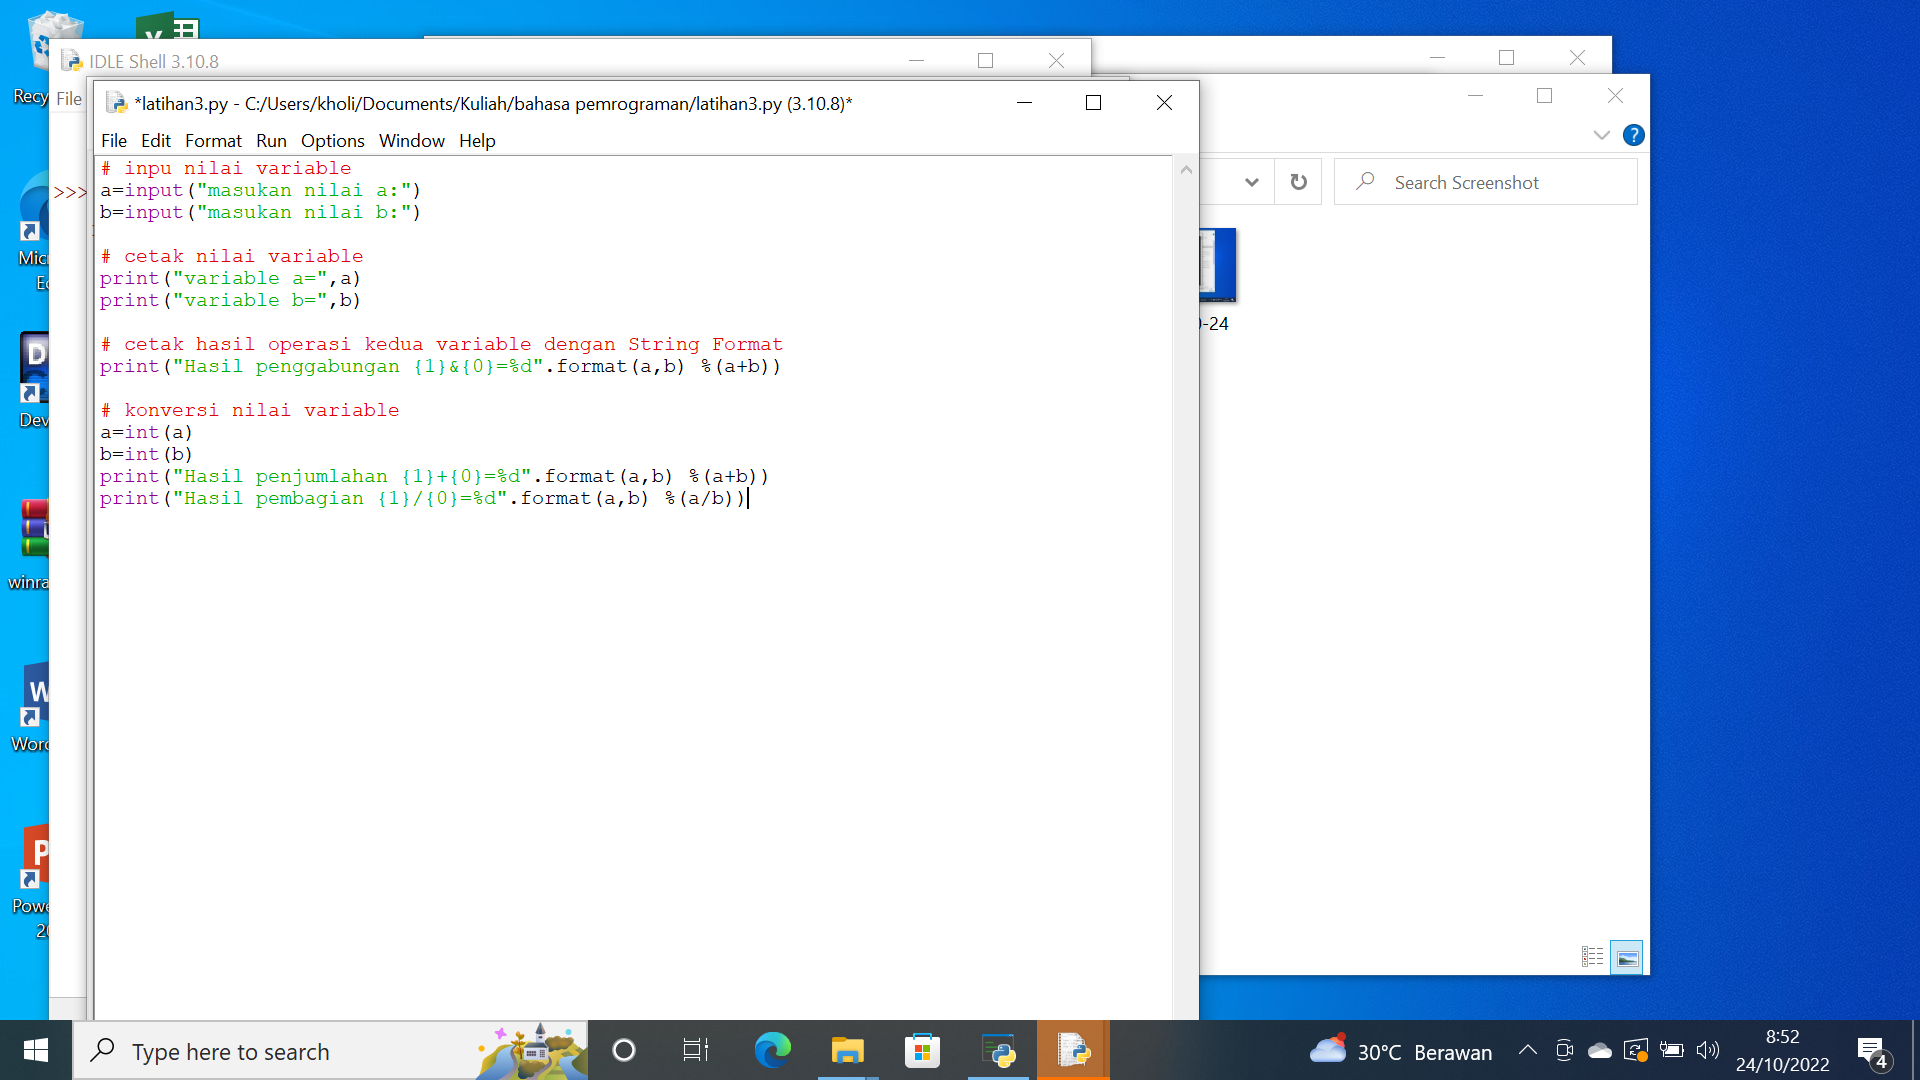 IDLE Shell 3.10.8
File
*latihan3.py - C:/Users/kholi/Documents/Kuliah/bahasa pemrograman/latihan3.py (3.10.8)*
File Edit Format Run Options Window Help
# inpu nilai variable
a=input("masukan nilai a:")
b=input("masukan nilai b:")
# cetak nilai variable
print("variable a=",a)
print("variable b=",b)
# cetak hasil operasi kedua variable dengan String Format
print("Hasil penggabungan {1}&{0}=%d".format(a,b) %(a+b))
# konversi nilai variable
a=int(a)
b=int(b)
print("Hasil penjumlahan {1}+{0}=%d".format(a,b) %(a+b))
print("Hasil pembagian {1}/{0}=%d".format(a,b) %(a/b))
>>>
Search Screenshot
-24
Recy
Mic
Ec
Dev
winra
Word
Powe
20
Type here to search
30°C Berawan
8:52
24/10/2022
4